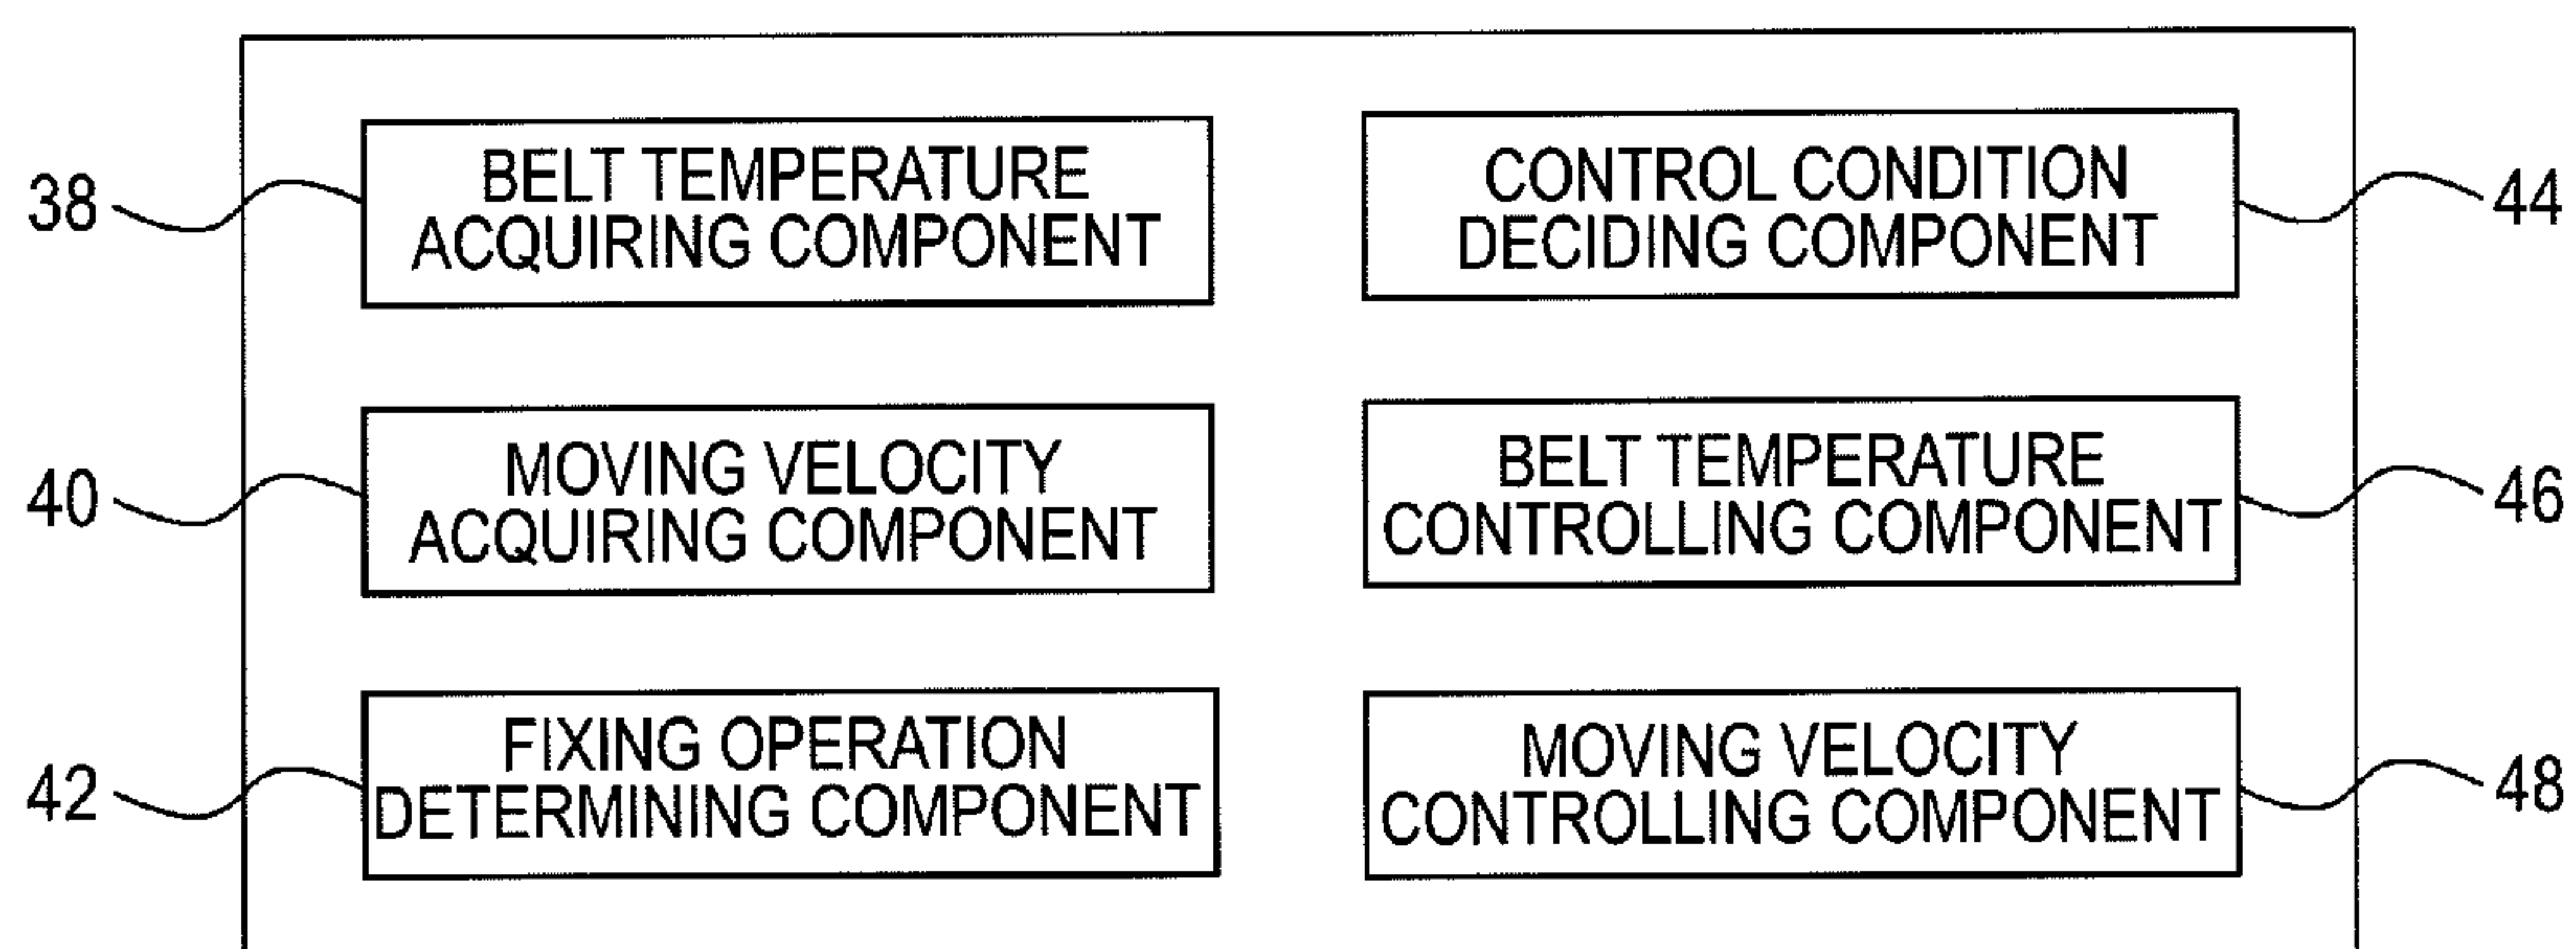 38
BELT TEMPERATURE
ACQUIRING COMPONENT
CONTROL CONDITION
DECIDING COMPONENT
44
40
MOVING VELOCITY
ACQUIRING COMPONENT
BELT TEMPERATURE
CONTROLLING COMPONENT
46
42
FIXING OPERATION
DETERMINING COMPONENT
MOVING VELOCITY
CONTROLLING COMPONENT
48